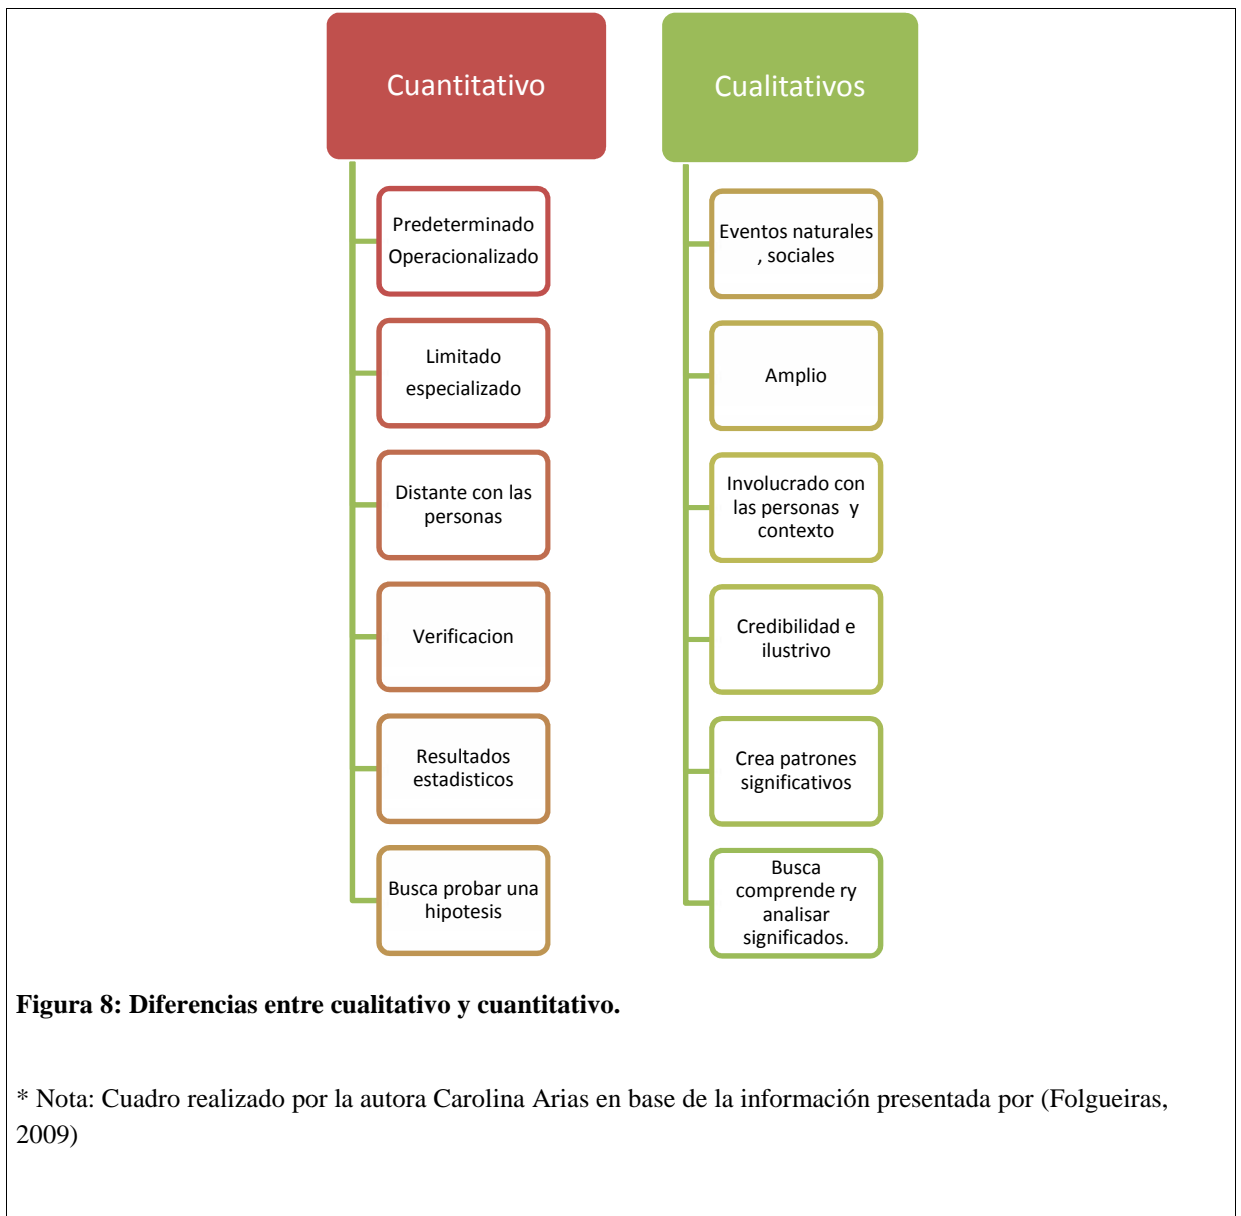 Cuantitativo
Predeterminado
Operacionalizado
Limitado
especializado
Distante con las
personas
Verificacion
Resultados
estadisticos
Busca probar una
hipotesis
Cualitativos
Eventos naturales
, sociales
Amplio
Involucrado con
las personas y
contexto
Credibilidad e
ilustrivo
Crea patrones
significativos
Busca
comprende ry
analisar
significados.
Figura 8: Diferencias entre cualitativo y cuantitativo.
* Nota: Cuadro realizado por la autora Carolina Arias en base de la información presentada por (Folgueiras,
2009)